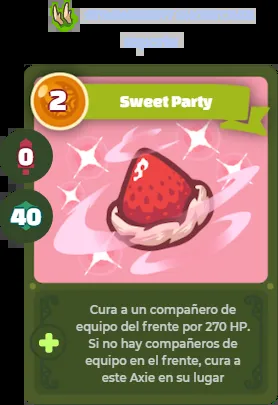 2
Sweet Party
0
40
Cura a un compañero de
equipo del frente por 270 HP.
Si no hay compañeros de
equipo en el frente, cura a
este Axie en su lugar